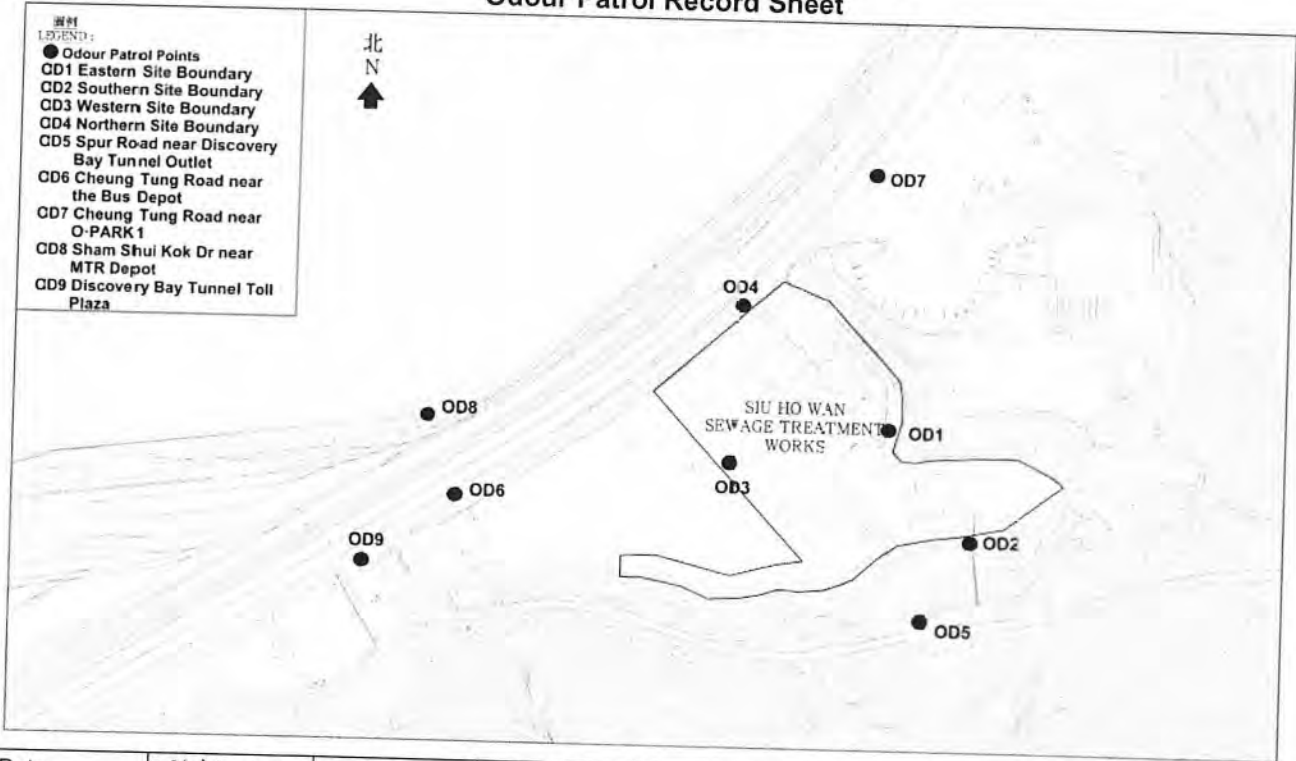 Odour Patrol Record Sheet
圖例
LEGEND :
Odour Patrol Points
OD1 Eastern Site Boundary
OD2 Southern Site Boundary
OD3 Western Site Boundary
OD4 Northern Site Boundary
OD5 Spur Road near Discovery
Bay Tunnel Outlet
OD6 Cheung Tung Road near
the Bus Depot
OD7 Cheung Tung Road near
O-PARK1
OD8 Sham Shui Kok Dr near
MTR Depot
OD9 Discovery Bay Tunnel Toll
Plaza
北
N
OD7
OD4
OD8
SIU HO WAN
SEWAGE TREATMENT
WORKS
OD1
OD3
OD6
OD9
OD2
OD5